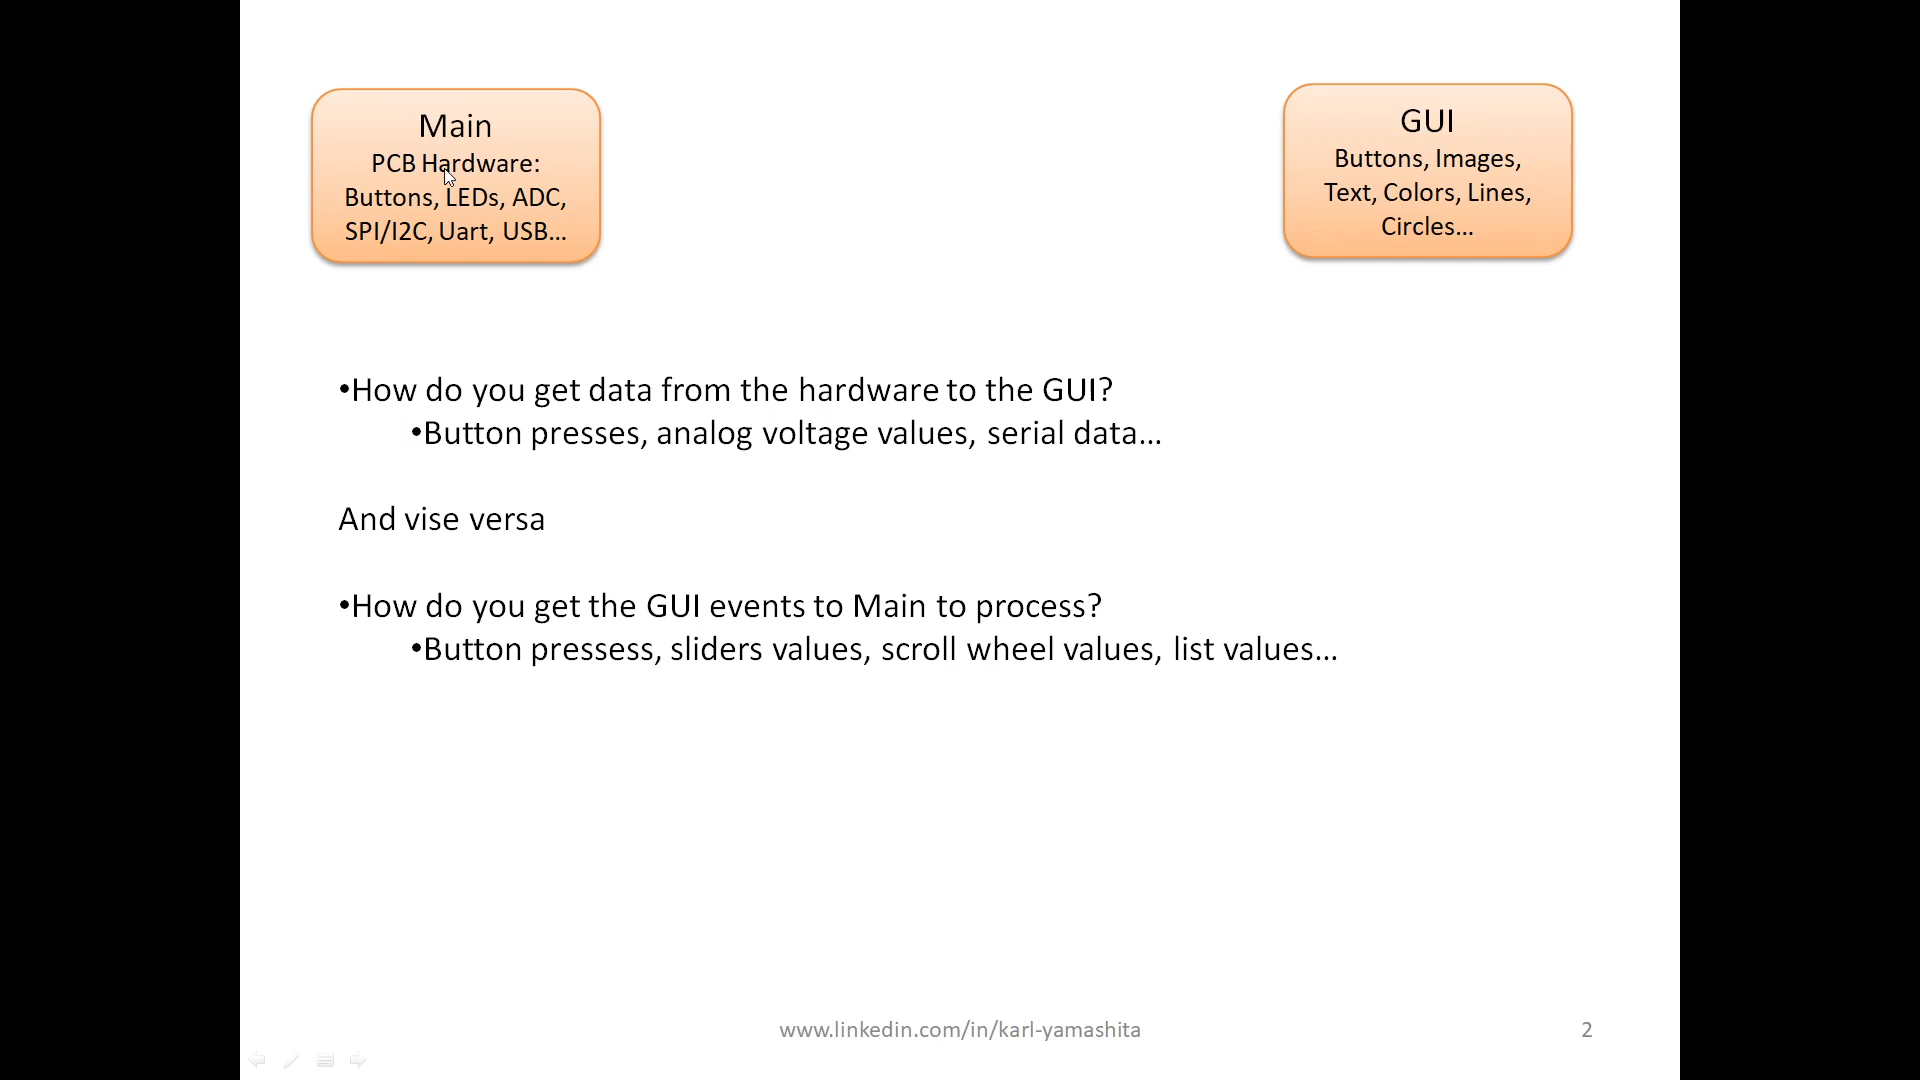 Main
PCB Hardware:
Buttons, LEDs, ADC,
SPI/I2C, Uart, USB...
GUI
Buttons, Images,
Text, Colors, Lines,
Circles...
•How do you get data from the hardware to the GUI?
•Button presses, analog voltage values, serial data...
And vise versa
•How do you get the GUI events to Main to process?
•Button pressess, sliders values, scroll wheel values, list values...
www.linkedin.com/in/karl-yamashita
2